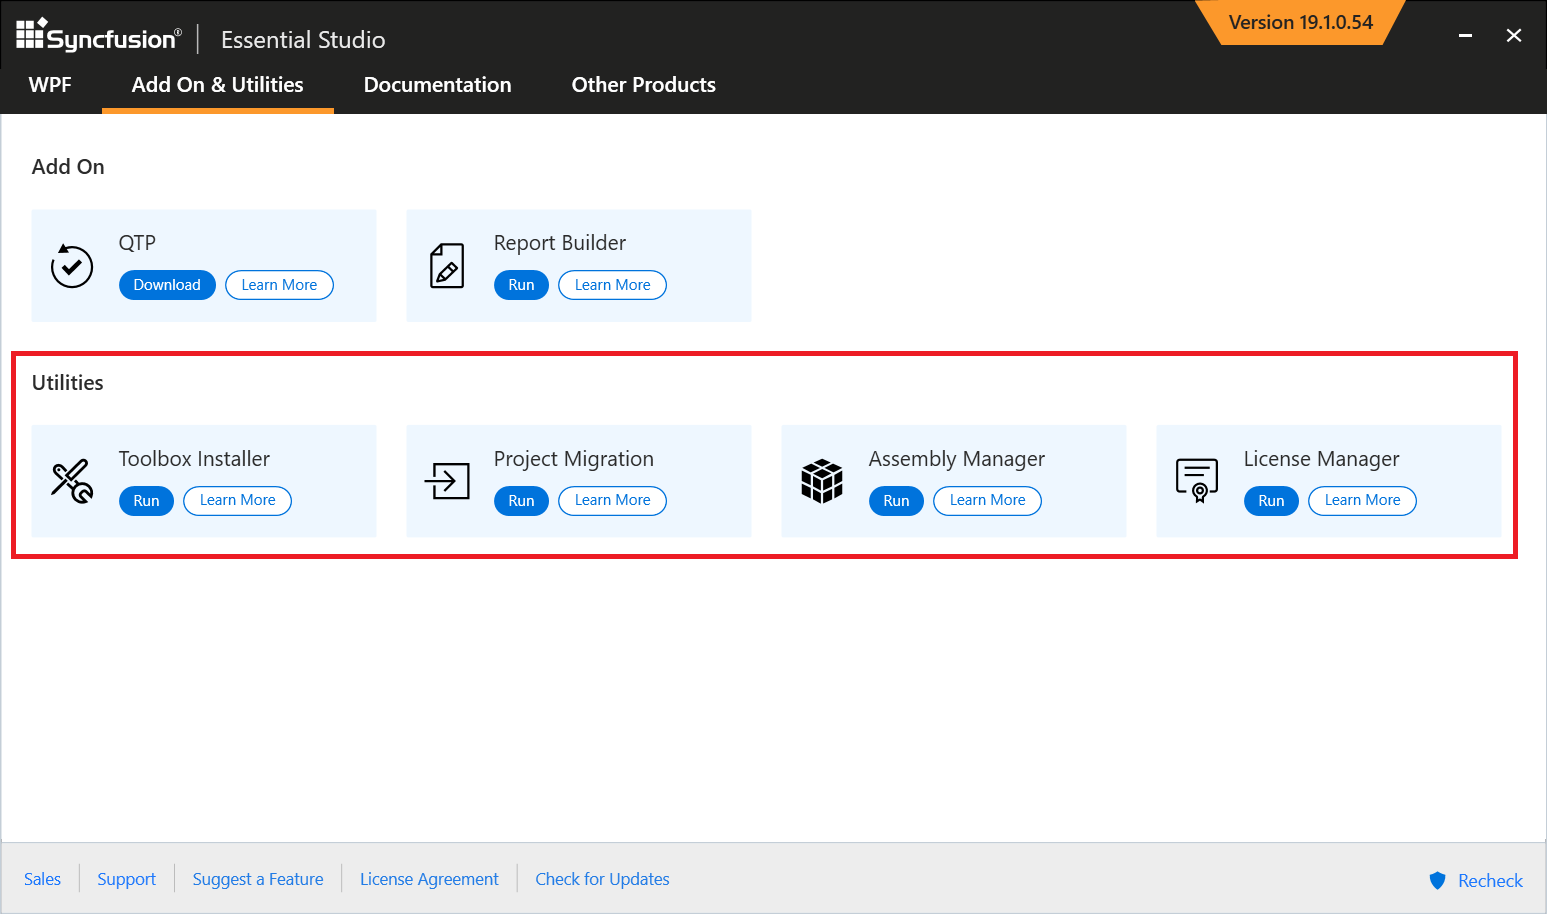 Syncfusion® Essential Studio
Version 19.1.0.54
WPF Add On & Utilities Documentation Other Products
Add On
QTP
Download Learn More
Report Builder
Run Learn More
Utilities
Toolbox Installer
Run Learn More
Project Migration
Run Learn More
Assembly Manager
Run Learn More
License Manager
Run Learn More
Sales Support Suggest a Feature License Agreement Check for Updates Recheck